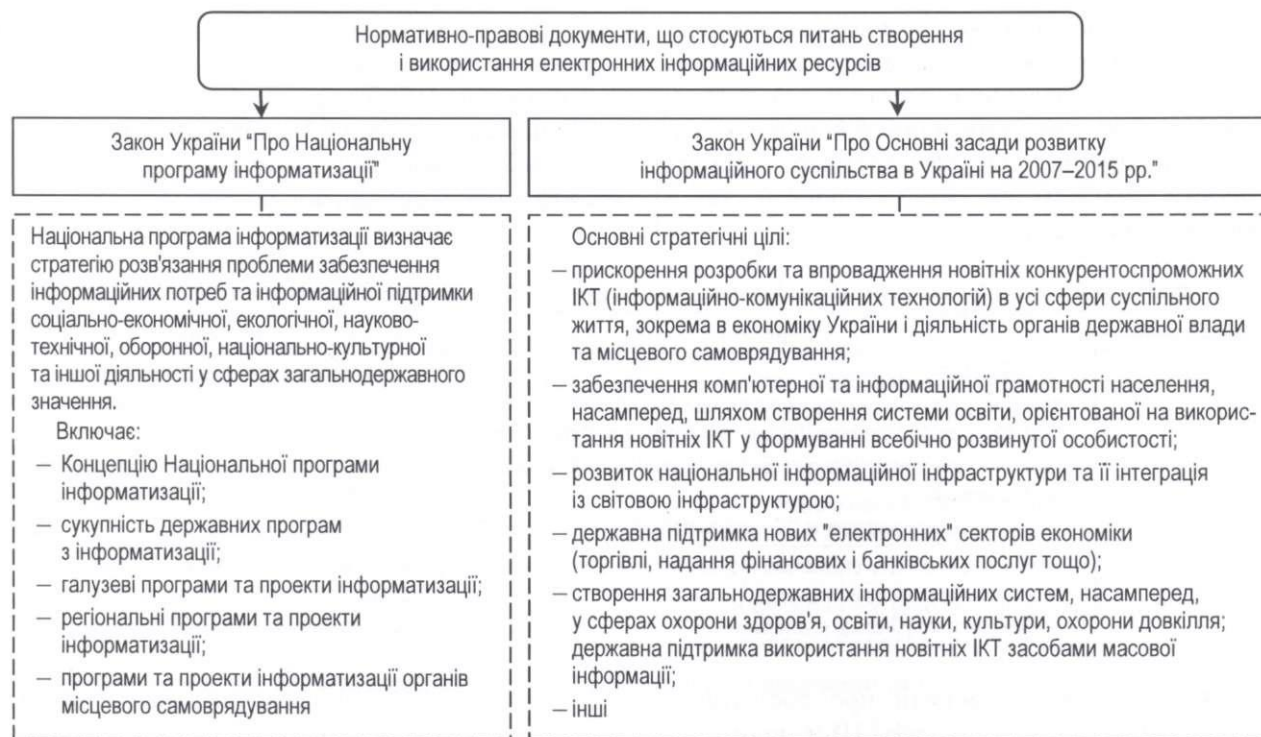 Нормативно-правові документи, що стосуються питань створення
і використання електронних інформаційних ресурсів
Закон України “Про Національну
програму інформатизації”
Національна програма інформатизації визначає
стратегію розв'язання проблеми забезпечення
інформаційних потреб та інформаційної підтримки
соціально-економічної, екологічної, науково-
технічної, оборонної, національно-культурної
та іншої діяльності у сферах загальнодержавного
значення.
Включає:
— Концепцію Національної програми
інформатизації;
— сукупність державних програм
з інформатизації;
— галузеві програми та проекти інформатизації;
— регіональні програми та проекти
інформатизації;
— програми та проекти інформатизації органів
місцевого самоврядування
Закон України “Про Основні засади розвитку
інформаційного суспільства в Україні на 2007–2015 рр.”
Основні стратегічні цілі:
— прискорення розробки та впровадження новітніх конкурентоспроможних
ІКТ (інформаційно-комунікаційних технологій) в усі сфери суспільного
життя, зокрема в економіку України і діяльність органів державної влади
та місцевого самоврядування;
— забезпечення комп'ютерної та інформаційної грамотності населення,
насамперед, шляхом створення системи освіти, орієнтованої на викорис-
тання новітніх ІКТ у формуванні всебічно розвинутої особистості;
— розвиток національної інформаційної інфраструктури та її інтеграція
із світовою інфраструктурою;
— державна підтримка нових "електронних" секторів економіки
(торгівлі, надання фінансових і банківських послуг тощо);
— створення загальнодержавних інформаційних систем, насамперед,
у сферах охорони здоров'я, освіти, науки, культури, охорони довкілля;
державна підтримка використання новітніх ІКТ засобами масової
інформації;
— інші